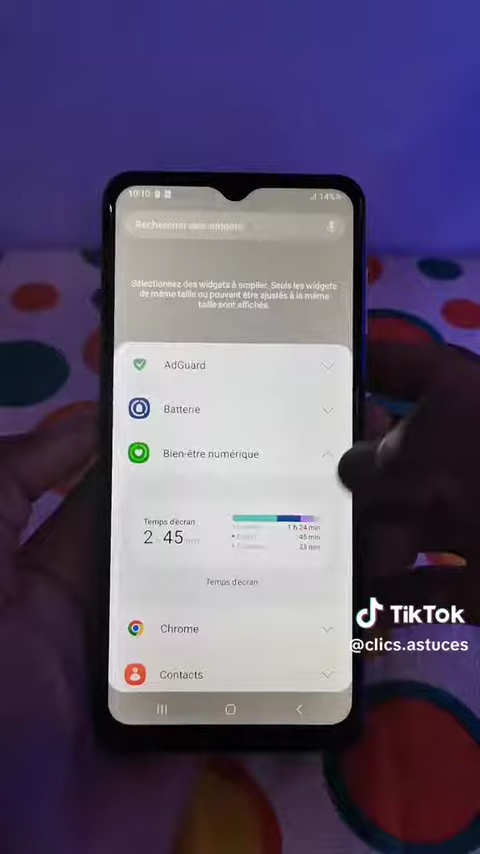 10:10
14%
Rechercher des widgets
Sélectionnez des widgets à empiler. Seuls les widgets
de même taille ou pouvant être ajustés à la même
taille sont affichés.
AdGuard
Batterie
Bien-être numérique
Temps d'écran
2 h 45 min
1 h 24 min
45 min
23 min
Temps d'écran
Chrome
Contacts
TikTok
@clics.astuces